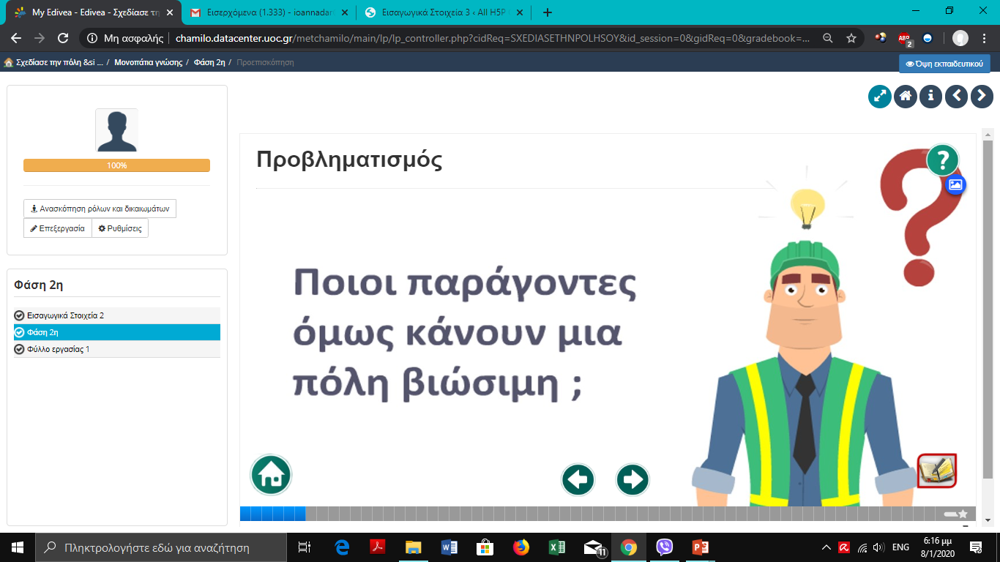 My Edivea - Edivea - Σχεδίασε τη
Εισερχόμενα (1.333) - ioannadar
Εισαγωγικά Στοιχεία 3 ‹ All H5P
Μη ασφαλής
chamilo.datacenter.uoc.gr/metchamilo/main/lp/lp_controller.php?cidReq=SXEDIASETHNPOLHSOY&id_session=0&gidReq=0&gradebook=...
ABP
2
Σχεδίασε την πόλη &si ... / Μονοπάτια γνώσης / Φάση 2η / Προεπισκόπηση
Όψη εκπαιδευτικού
100%
Ανασκόπηση ρόλων και δικαιωμάτων
Επεξεργασία
Ρυθμίσεις
Φάση 2η
Εισαγωγικά Στοιχεία 2
Φάση 2η
Φύλλο εργασίας 1
Προβληματισμός
?
?
Ποιοι παράγοντες
όμως κάνουν μια
πόλη βιώσιμη ;
Πληκτρολογήστε εδώ για αναζήτηση
11
ENG
6:16 μμ
8/1/2020